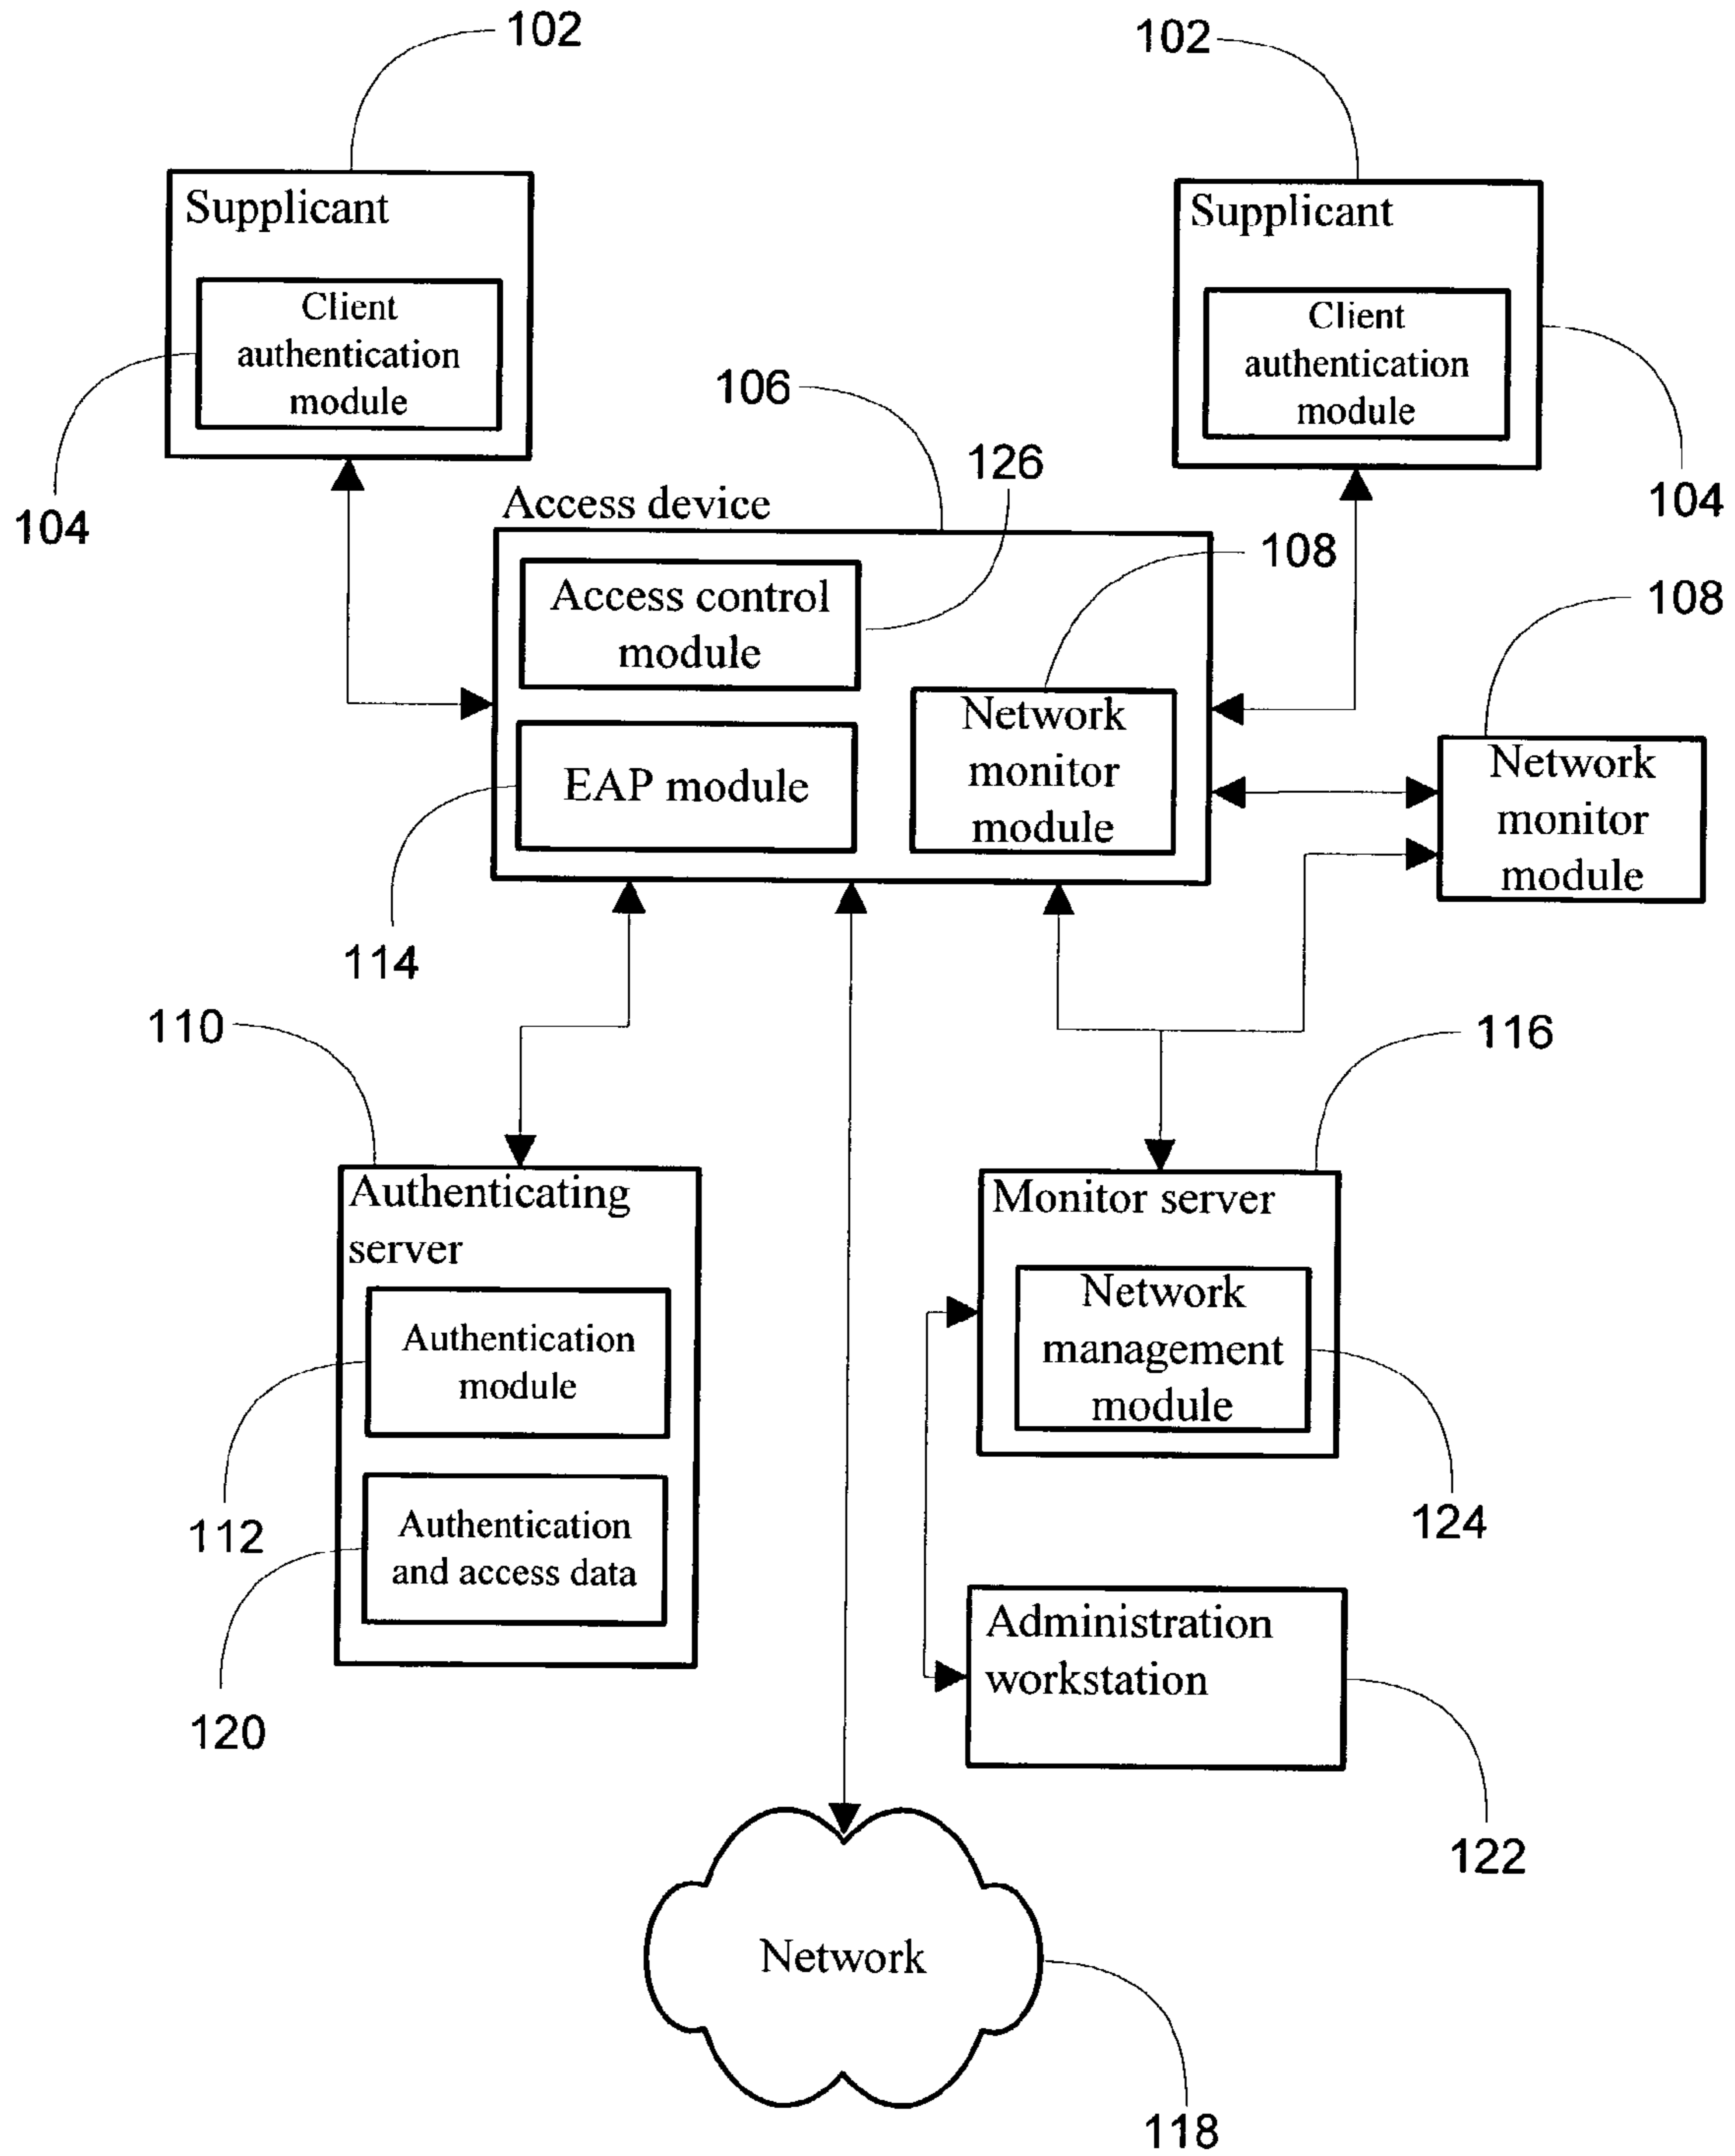 102
102
Supplicant
Client
authentication
module
Supplicant
Client
authentication
module
104
104
106
126
Access device
108
108
Access control
module
EAP module
Network
monitor
module
Network
monitor
module
114
110
116
Authenticating
server
Authentication
module
Authentication
and access data
Monitor server
Network
management
module
112
124
120
Administration
workstation
122
Network
118